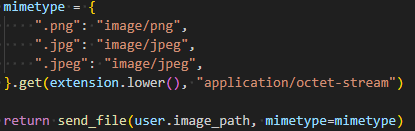 mimetype = {
    ".png": "image/png",
    ".jpg": "image/jpeg",
    ".jpeg": "image/jpeg",
}.get(extension.lower(), "application/octet-stream")

return send_file(user.image_path, mimetype=mimetype)